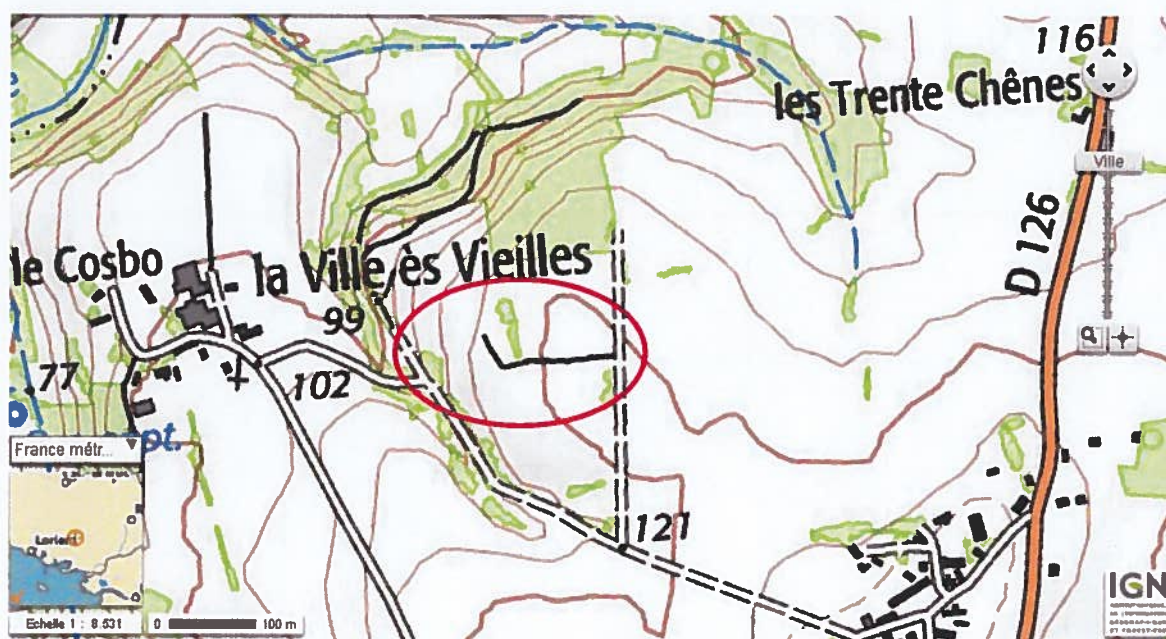 116
les Trente Chênes
Ville
D 126
le Cosbo
la Ville ès Vieilles
99
102
77
pt.
France métr...
Lorient
121
IGN
Echelle 1 : 8.531 0 100 m